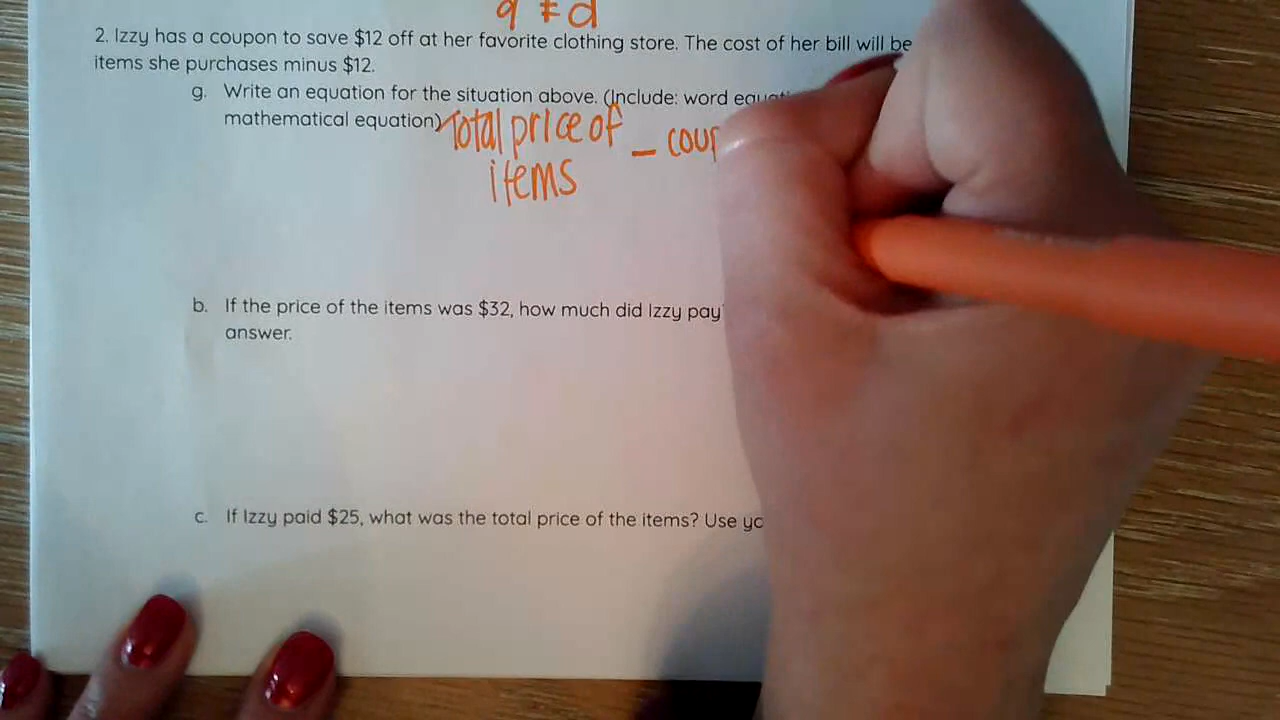 9 ≠ d
2. Izzy has a coupon to save $12 off at her favorite clothing store. The cost of her bill will be
items she purchases minus $12.
g. Write an equation for the situation above. (Include: word equati
mathematical equation) Total price of – coup
items
b. If the price of the items was $32, how much did Izzy pay
answer.
c. If Izzy paid $25, what was the total price of the items? Use yo